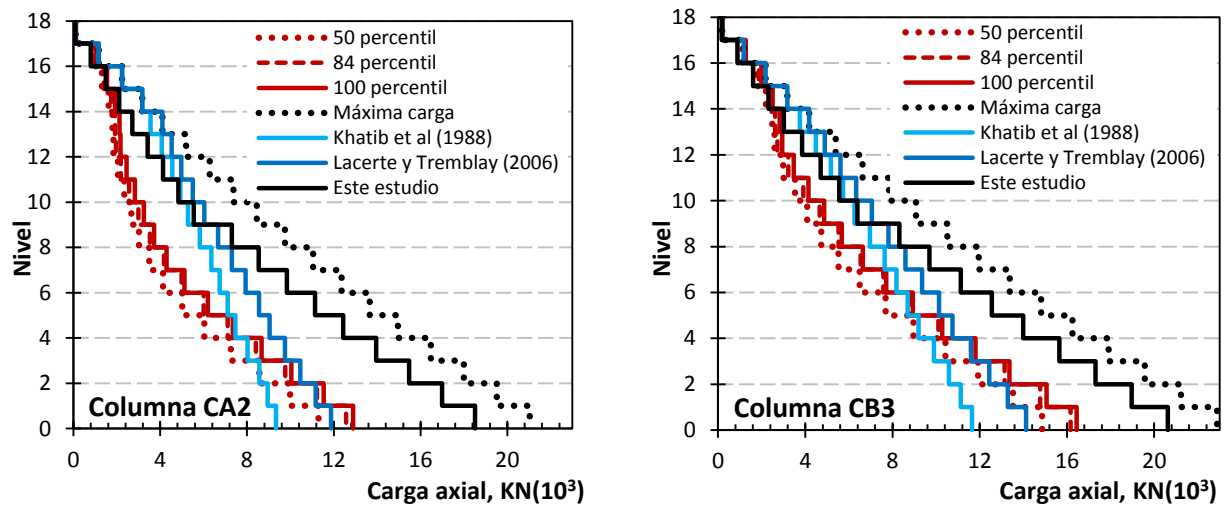 50 percentil
84 percentil
100 percentil
Máxima carga
Khatib et al (1988)
Lacerte y Tremblay (2006)
Este estudio
Nivel
18
16
14
12
10
8
6
4
2
0
Columna CA2
0 4 8 12 16 20
Carga axial, KN(10³)
50 percentil
84 percentil
100 percentil
Máxima carga
Khatib et al (1988)
Lacerte y Tremblay (2006)
Este estudio
Nivel
18
16
14
12
10
8
6
4
2
0
Columna CB3
0 4 8 12 16 20
Carga axial, KN(10³)